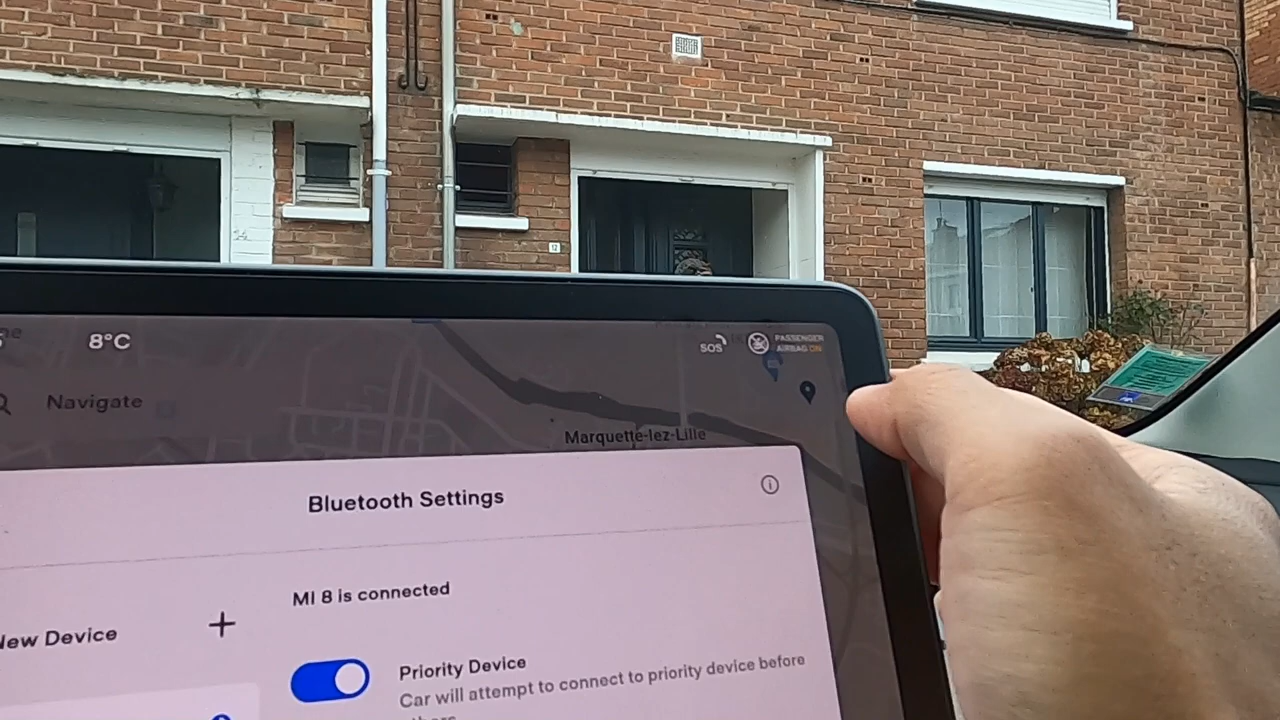 12
8°C
SOS
PASSENGER
AIRBAG ON
Navigate
Marquette-lez-Lille
Bluetooth Settings
MI 8 is connected
New Device
Priority Device
Car will attempt to connect to priority device before
others